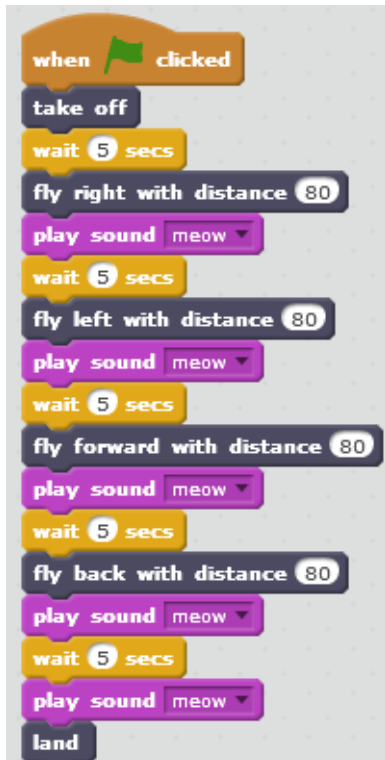 when clicked
take off
wait 5 secs
fly right with distance 80
play sound meow
wait 5 secs
fly left with distance 80
play sound meow
wait 5 secs
fly forward with distance 80
play sound meow
wait 5 secs
fly back with distance 80
play sound meow
wait 5 secs
play sound meow
land